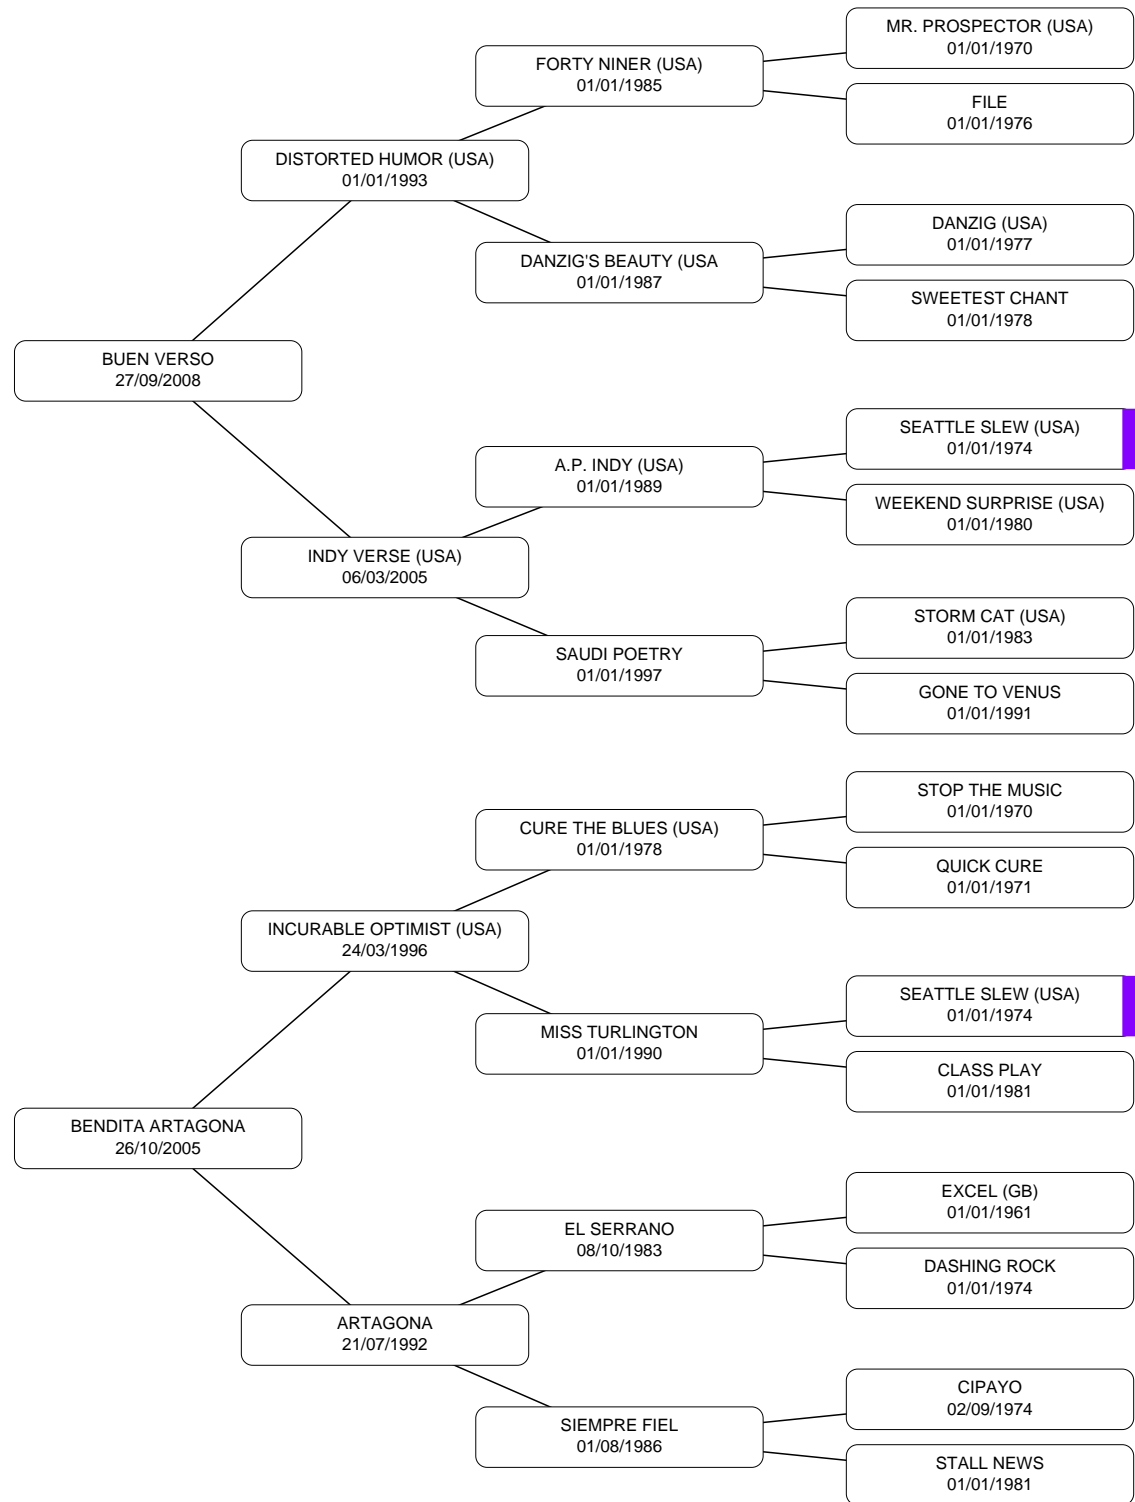 MR. PROSPECTOR (USA)
01/01/1970
FORTY NINER (USA)
01/01/1985
FILE
01/01/1976
DISTORTED HUMOR (USA)
01/01/1993
DANZIG (USA)
01/01/1977
DANZIG'S BEAUTY (USA
01/01/1987
SWEETEST CHANT
01/01/1978
BUEN VERSO
27/09/2008
SEATTLE SLEW (USA)
01/01/1974
A.P. INDY (USA)
01/01/1989
WEEKEND SURPRISE (USA)
01/01/1980
INDY VERSE (USA)
06/03/2005
STORM CAT (USA)
01/01/1983
SAUDI POETRY
01/01/1997
GONE TO VENUS
01/01/1991
STOP THE MUSIC
01/01/1970
CURE THE BLUES (USA)
01/01/1978
QUICK CURE
01/01/1971
INCURABLE OPTIMIST (USA)
24/03/1996
SEATTLE SLEW (USA)
01/01/1974
MISS TURLINGTON
01/01/1990
CLASS PLAY
01/01/1981
BENDITA ARTAGONA
26/10/2005
EXCEL (GB)
01/01/1961
EL SERRANO
08/10/1983
DASHING ROCK
01/01/1974
ARTAGONA
21/07/1992
CIPAYO
02/09/1974
SIEMPRE FIEL
01/08/1986
STALL NEWS
01/01/1981